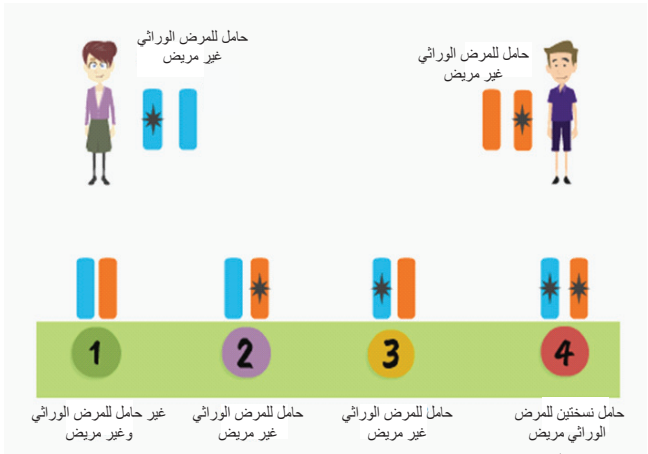 حامل للمرض الوراثي
غير مريض
حامل للمرض الوراثي
غير مريض
1
2
3
4
غير حامل للمرض الوراثي
وغير مريض
حامل للمرض الوراثي
غير مريض
حامل للمرض الوراثي
غير مريض
حامل نسختين للمرض
الوراثي مريض